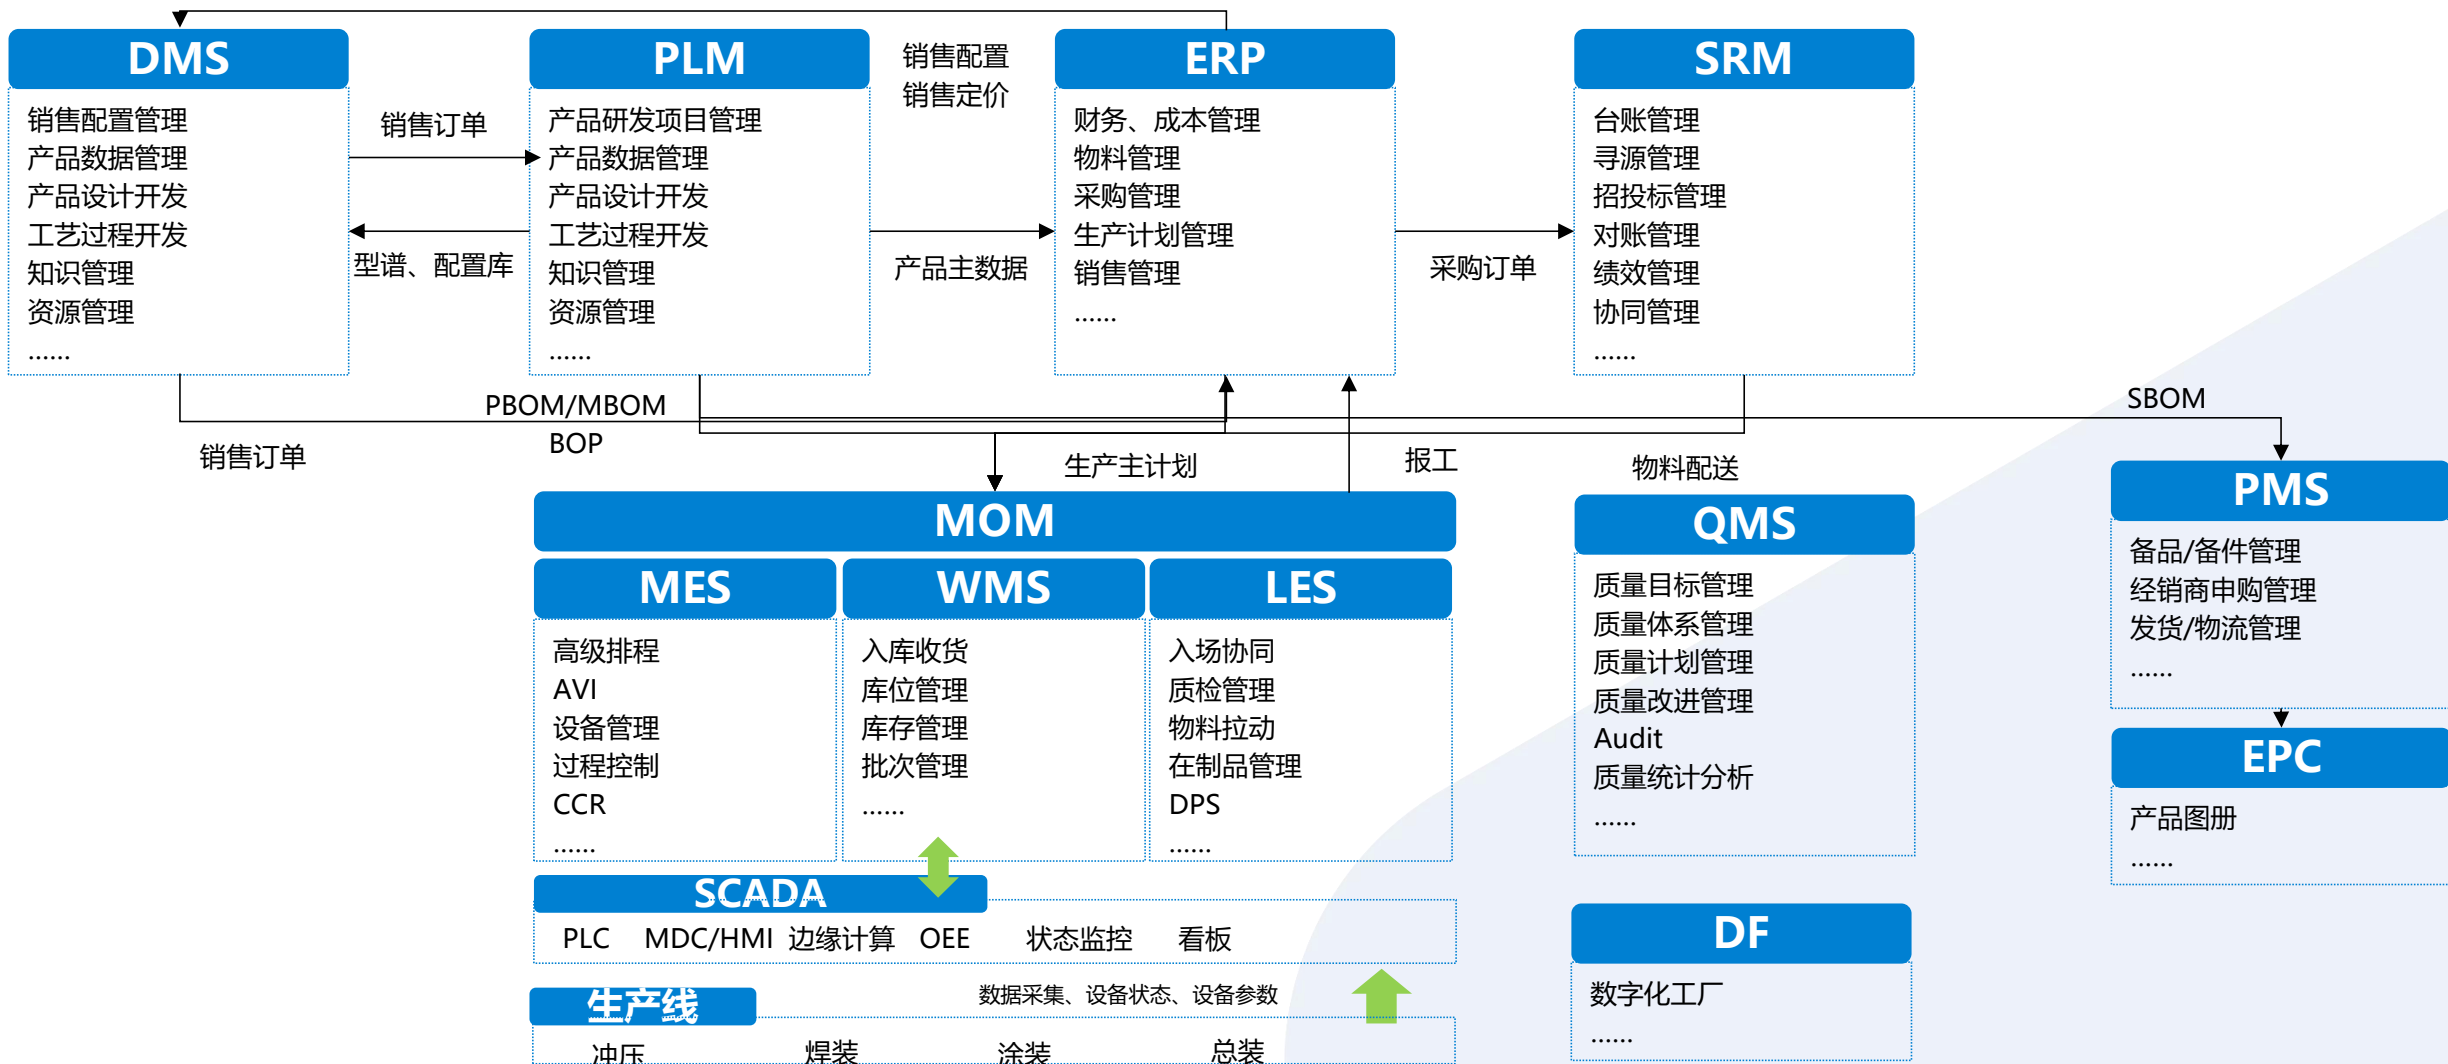 DMS
销售配置管理
产品数据管理
产品设计开发
工艺过程开发
知识管理
资源管理
......
销售订单
型谱、配置库
PLM
产品研发项目管理
产品数据管理
产品设计开发
工艺过程开发
知识管理
资源管理
......
销售配置
销售定价
产品主数据
ERP
财务、成本管理
物料管理
采购管理
生产计划管理
销售管理
......
采购订单
SRM
台账管理
寻源管理
招投标管理
对账管理
绩效管理
协同管理
......
PBOM/MBOM
BOP
销售订单
生产主计划
报工
物料配送
SBOM
MOM
MES
高级排程
AVI
设备管理
过程控制
CCR
......
WMS
入库收货
库位管理
库存管理
批次管理
......
LES
入场协同
质检管理
物料拉动
在制品管理
DPS
......
QMS
质量目标管理
质量体系管理
质量计划管理
质量改进管理
Audit
质量统计分析
......
PMS
备品/备件管理
经销商申购管理
发货/物流管理
......
EPC
产品图册
......
SCADA
PLC MDC/HMI 边缘计算 OEE 状态监控 看板
数据采集、设备状态、设备参数
生产线
冲压 焊装 涂装 总装
DF
数字化工厂
......